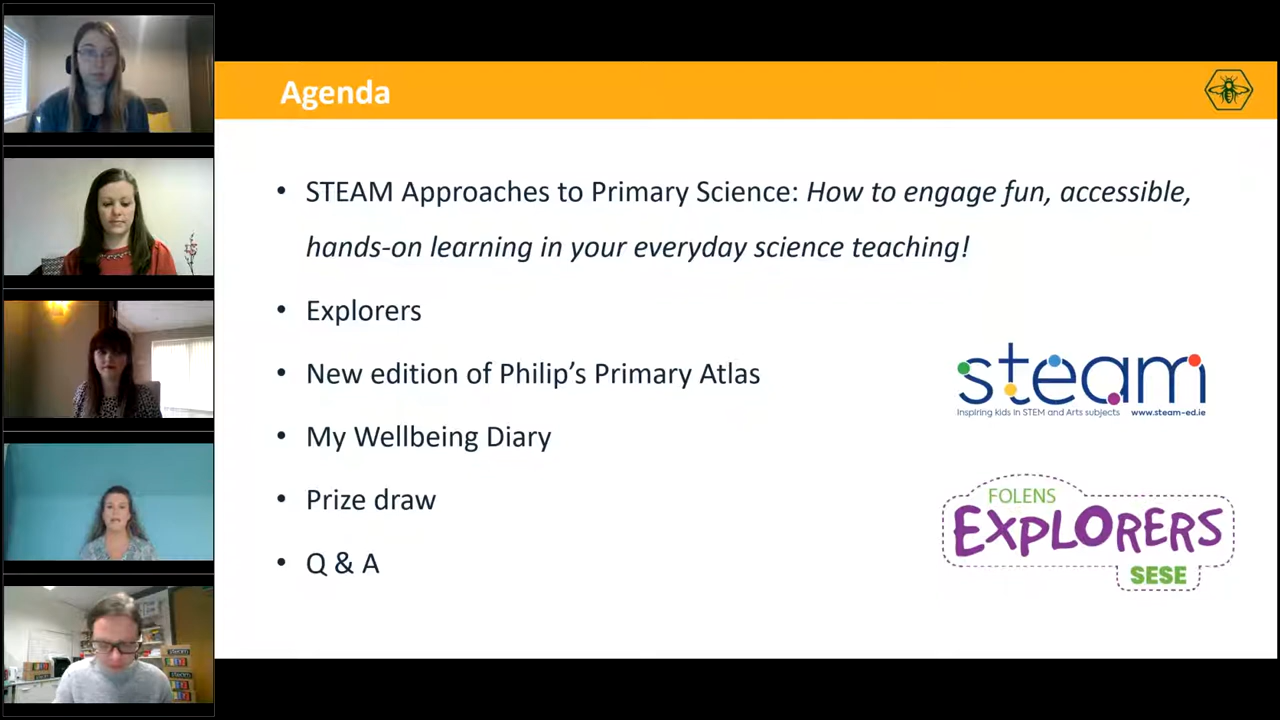 Agenda
• STEAM Approaches to Primary Science: How to engage fun, accessible,
hands-on learning in your everyday science teaching!
• Explorers
• New edition of Philip’s Primary Atlas
• My Wellbeing Diary
• Prize draw
• Q & A
steam
Inspiring kids in STEM and Arts subjects www.steam-ed.ie
FOLENS
EXPLORERS
SESE
steam
steam